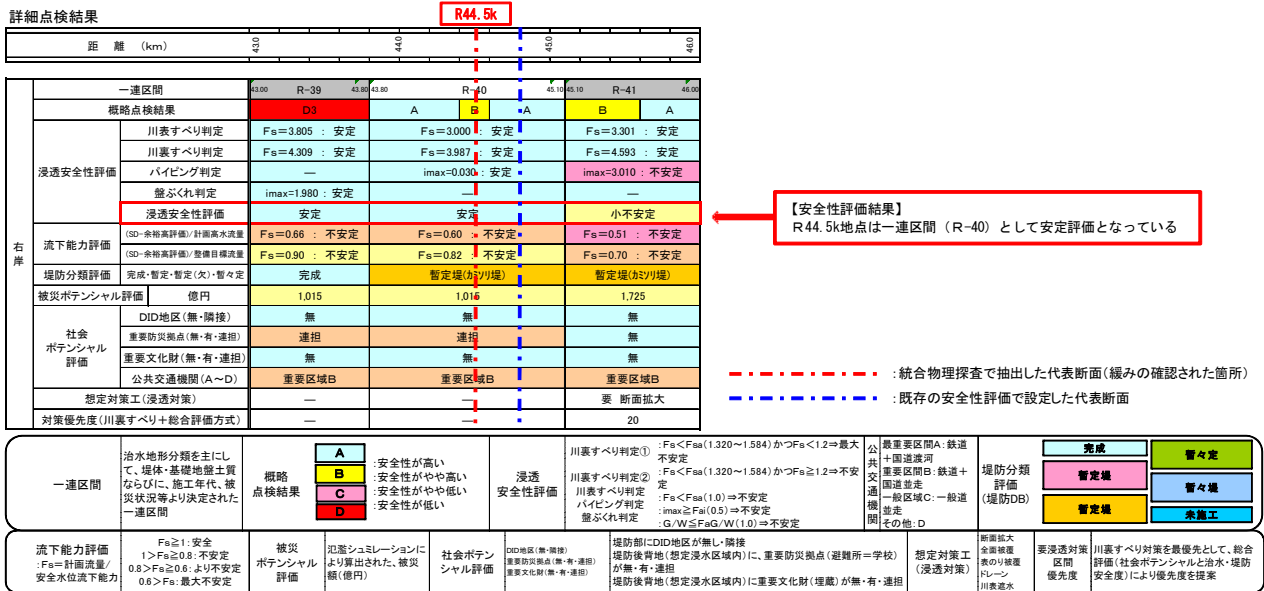 詳細点検結果
R44.5k
距 離 (km) 43.0 44.0 45.0 46.0
右岸
一連区間 43.00 R-39 43.80 43.80 R-40 45.10 45.10 R-41 46.00
概略点検結果 D3 A B A B A
浸透安全性評価
川表すべり判定 Fs=3.805 : 安定 Fs=3.000 : 安定 Fs=3.301 : 安定
川裏すべり判定 Fs=4.309 : 安定 Fs=3.987 : 安定 Fs=4.593 : 安定
パイピング判定 ― imax=0.030 : 安定 imax=3.010 : 不安定
盤ぶくれ判定 imax=1.980 : 安定 ― ―
浸透安全性評価 安定 安定 小不安定
流下能力評価
(SD-余裕高評価)/計画高水流量 Fs=0.66 : 不安定 Fs=0.60 : 不安定 Fs=0.51 : 不安定
(SD-余裕高評価)/整備目標流量 Fs=0.90 : 不安定 Fs=0.82 : 不安定 Fs=0.70 : 不安定
堤防分類評価 完成・暫定・暫定(欠)・暫々定 完成 暫定堤(カミソリ堤) 暫定堤(カミソリ堤)
被災ポテンシャル評価 億円 1,015 1,015 1,725
社会
ポテンシャル
評価
DID地区(無・隣接) 無 無 無
重要防災拠点(無・有・連担) 連担 連担 無
重要文化財(無・有・連担) 無 無 無
公共交通機関(A~D) 重要区域B 重要区域B 重要区域B
想定対策工(浸透対策) ― ― 要 断面拡大
対策優先度(川裏すべり+総合評価方式) ― ― 20
【安全性評価結果】
R44.5k地点は一連区間(R-40)として安定評価となっている
:統合物理探査で抽出した代表断面(緩みの確認された箇所)
:既存の安全性評価で設定した代表断面
一連区間
治水地形分類を主にし
て、堤体・基礎地盤土質
ならびに、施工年代、被
災状況等より決定された
一連区間
概略
点検結果
A :安全性が高い
B :安全性がやや高い
C :安全性がやや低い
D :安全性が低い
浸透
安全性評価
川裏すべり判定① :Fs<Fsa(1.320~1.584)かつFs<1.2⇒最大
不安定
川裏すべり判定② :Fs<Fsa(1.320~1.584)かつFs≧1.2⇒不安
定
川表すべり判定 :Fs<Fsa(1.0)⇒不安定
パイピング判定 :imax≧Fai(0.5)⇒不安定
盤ぶくれ判定 :G/W≦FaG/W(1.0)⇒不安定
公共交通機関
最重要区間A:鉄道
+国道渡河
重要区間B:鉄道+
国道並走
一般区域C:一般道
並走
その他:D
堤防分類
評価
(堤防DB)
完成 暫々定
暫定堤 暫々堤
暫定堤 未施工
流下能力評価
:Fs=計画流量/
安全水位流下能力
Fs≧1:安全
1>Fs≧0.8:不安定
0.8>Fs≧0.6:より不安定
0.6>Fs:最大不安定
被災
ポテンシャル
評価
氾濫シュミレーションに
より算出された、被災
額(億円)
社会ポテン
シャル評価
DID地区(無・隣接)
重要防災拠点(無・有・連担)
重要文化財(無・有・連担)
堤防部にDID地区が無し・隣接
堤防後背地(想定浸水区域内)に、重要防災拠点(避難所=学校)
が無・有・連担
堤防後背地(想定浸水区域内)に重要文化財(埋蔵)が無・有・連担
想定対策工
(浸透対策)
断面拡大
全面被覆
表のり被覆
ドレーン
川表遮水
要浸透対策
区間
優先度
川裏すべり対策を最優先として、総合
評価(社会ポテンシャルと治水・堤防
安全度)により優先度を提案